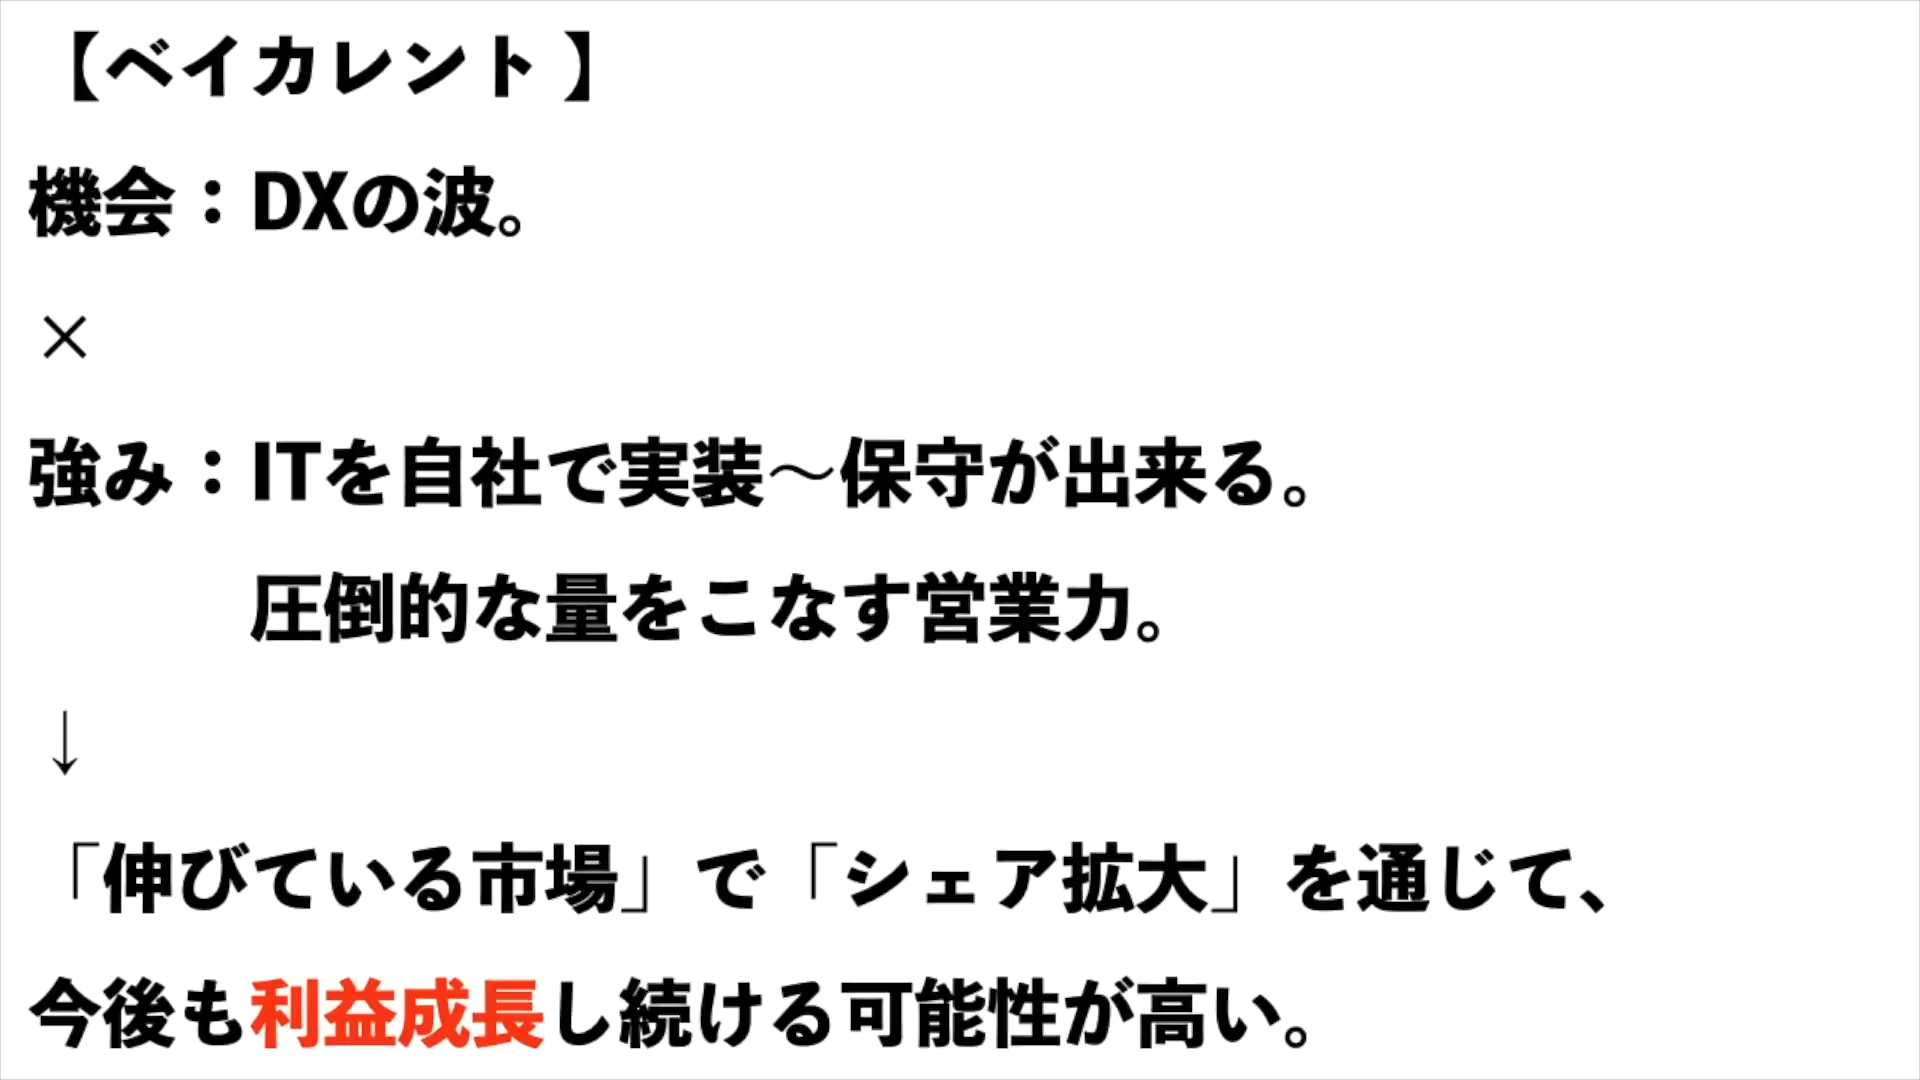 【ベイカレント】
機会：DXの波。
×
強み：ITを自社で実装〜保守が出来る。
圧倒的な量をこなす営業力。
↓
「伸びている市場」で「シェア拡大」を通じて、
今後も利益成長し続ける可能性が高い。